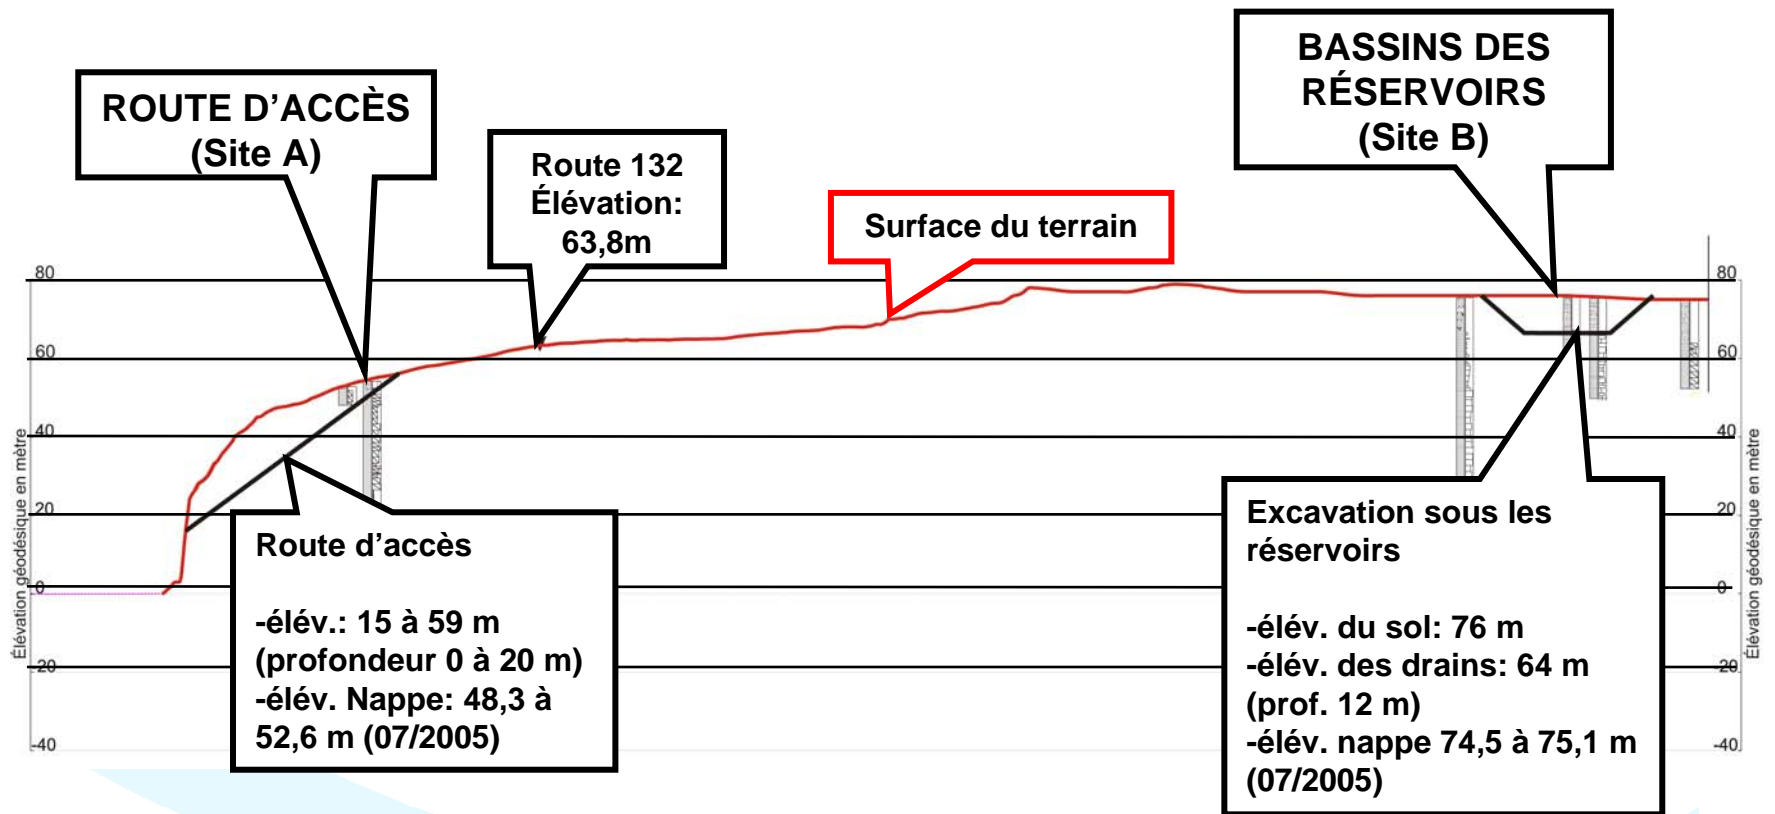 BASSINS DES
RÉSERVOIRS
(Site B)
ROUTE D'ACCÈS
(Site A)
Route 132
Élévation:
63,8m
Surface du terrain
80
60
40
20
0
-20
-40
Élévation géodésique en mètre
80
60
40
20
0
-20
-40
Élévation géodésique en mètre
Route d'accès
-élév.: 15 à 59 m
(profondeur 0 à 20 m)
-élév. Nappe: 48,3 à
52,6 m (07/2005)
Excavation sous les
réservoirs
-élév. du sol: 76 m
-élév. des drains: 64 m
(prof. 12 m)
-élév. nappe 74,5 à 75,1 m
(07/2005)